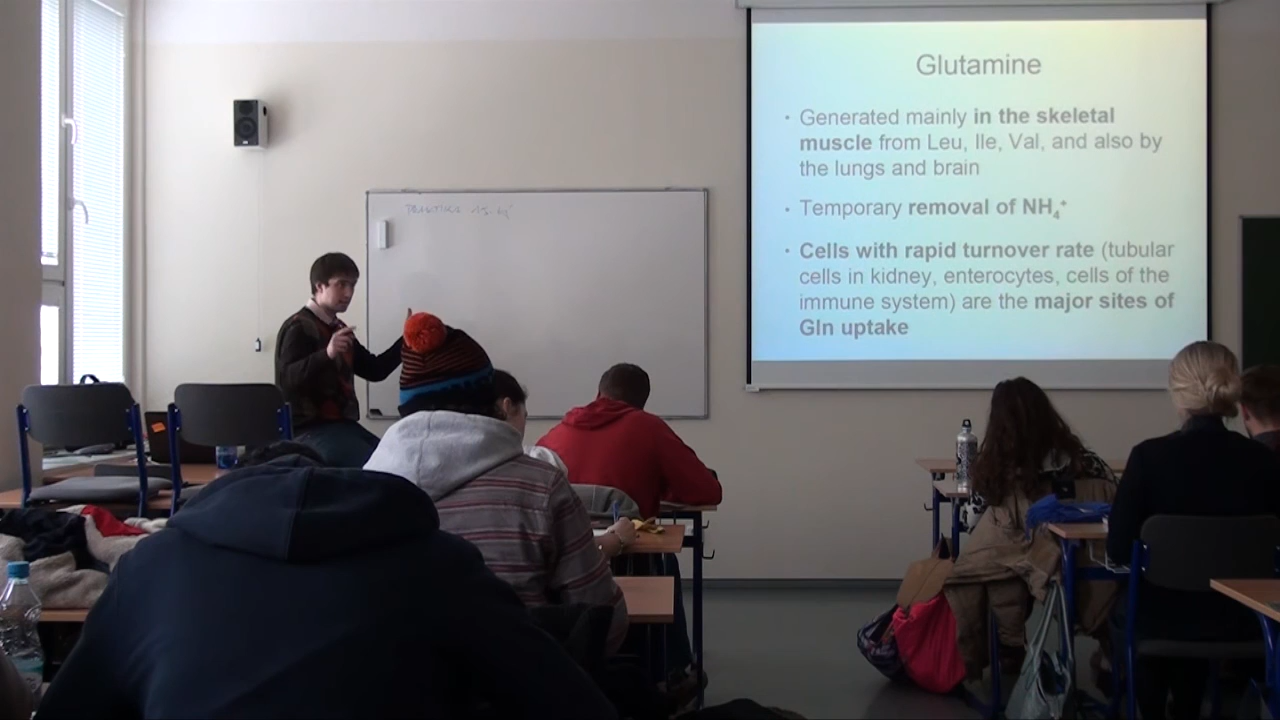 Glutamine
• Generated mainly in the skeletal
muscle from Leu, Ile, Val, and also by
the lungs and brain
• Temporary removal of NH₄⁺
• Cells with rapid turnover rate (tubular
cells in kidney, enterocytes, cells of the
immune system) are the major sites of
Gln uptake